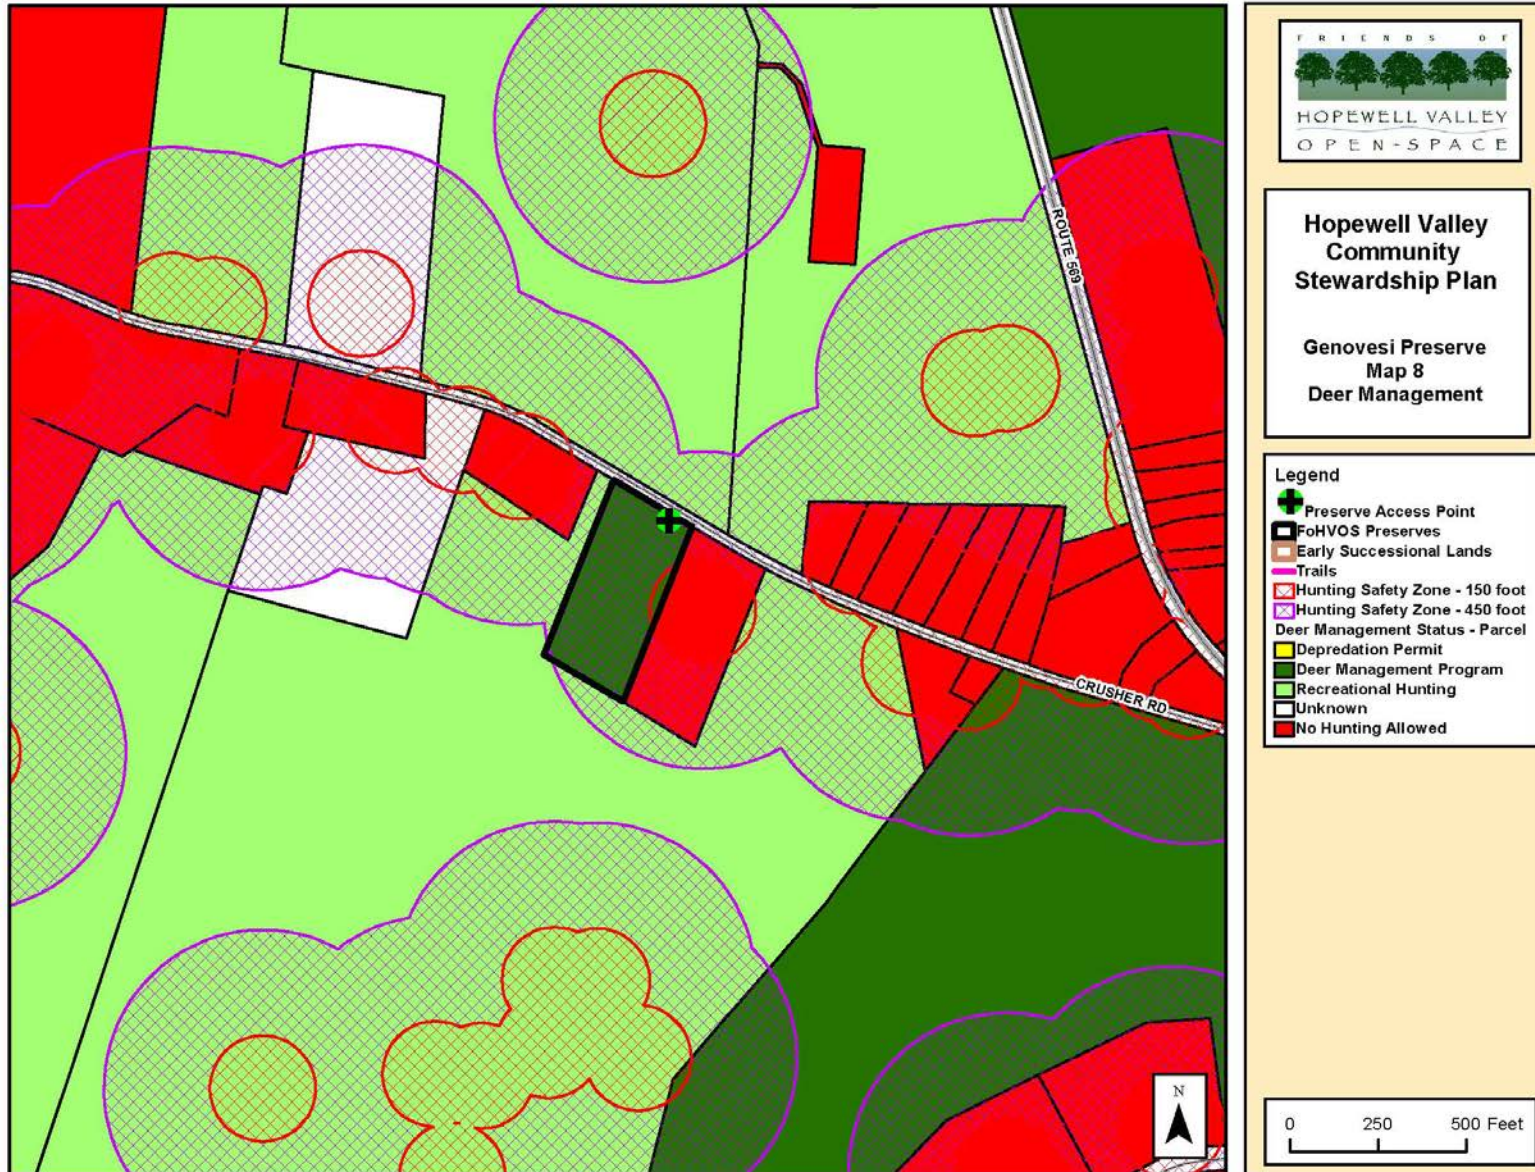 ROUTE 569
CRUSHER RD
N
FRIENDS OF
HOPEWELL VALLEY
OPEN-SPACE
Hopewell Valley
Community
Stewardship Plan
Genovesi Preserve
Map 8
Deer Management
Legend
Preserve Access Point
FoHVOS Preserves
Early Successional Lands
Trails
Hunting Safety Zone - 150 foot
Hunting Safety Zone - 450 foot
Deer Management Status - Parcel
Depredation Permit
Deer Management Program
Recreational Hunting
Unknown
No Hunting Allowed
0 250 500 Feet